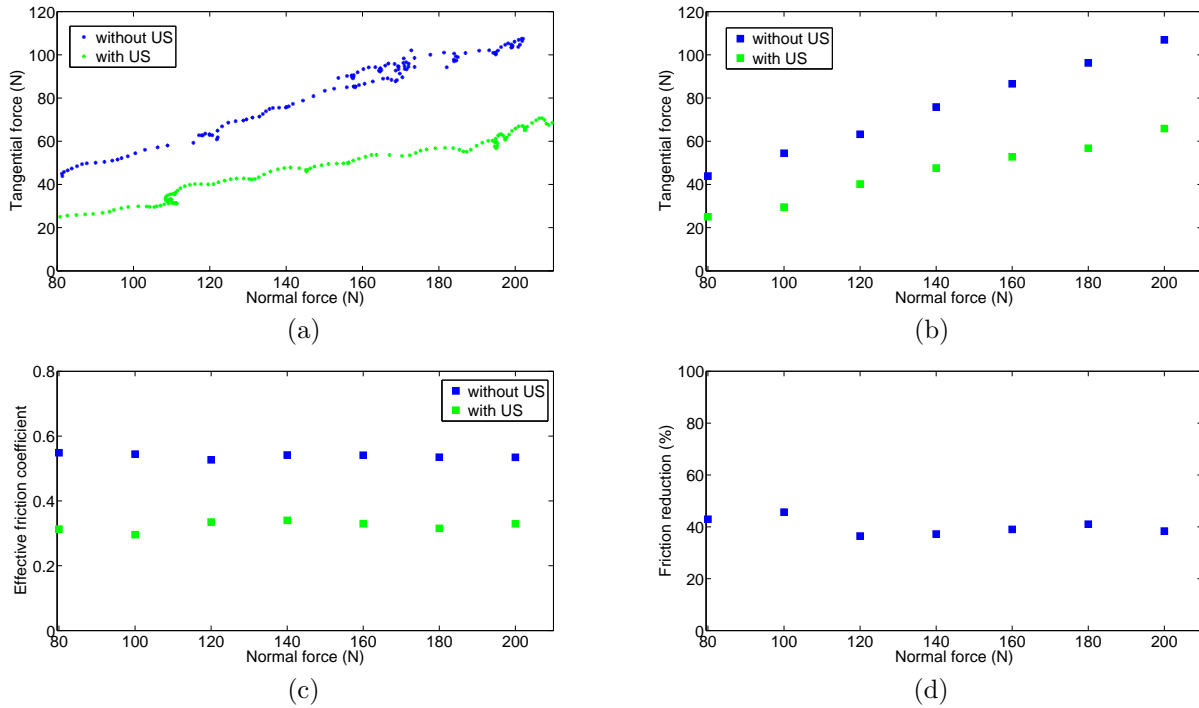 120
100
80
60
40
20
0
Tangential force (N)
without US
with US
80 100 120 140 160 180 200
Normal force (N)
(a)
120
100
80
60
40
20
0
Tangential force (N)
without US
with US
80 100 120 140 160 180 200
Normal force (N)
(b)
0.8
0.6
0.4
0.2
0
Effective friction coefficient
without US
with US
80 100 120 140 160 180 200
Normal force (N)
(c)
100
80
60
40
20
0
Friction reduction (%)
80 100 120 140 160 180 200
Normal force (N)
(d)